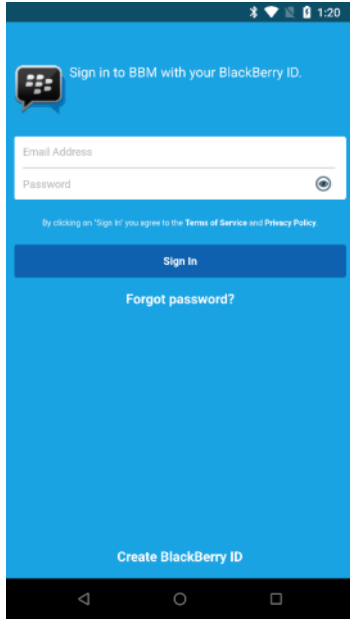 1:20
Sign in to BBM with your BlackBerry ID.
Email Address
Password
By clicking on 'Sign In' you agree to the Terms of Service and Privacy Policy.
Sign In
Forgot password?
Create BlackBerry ID